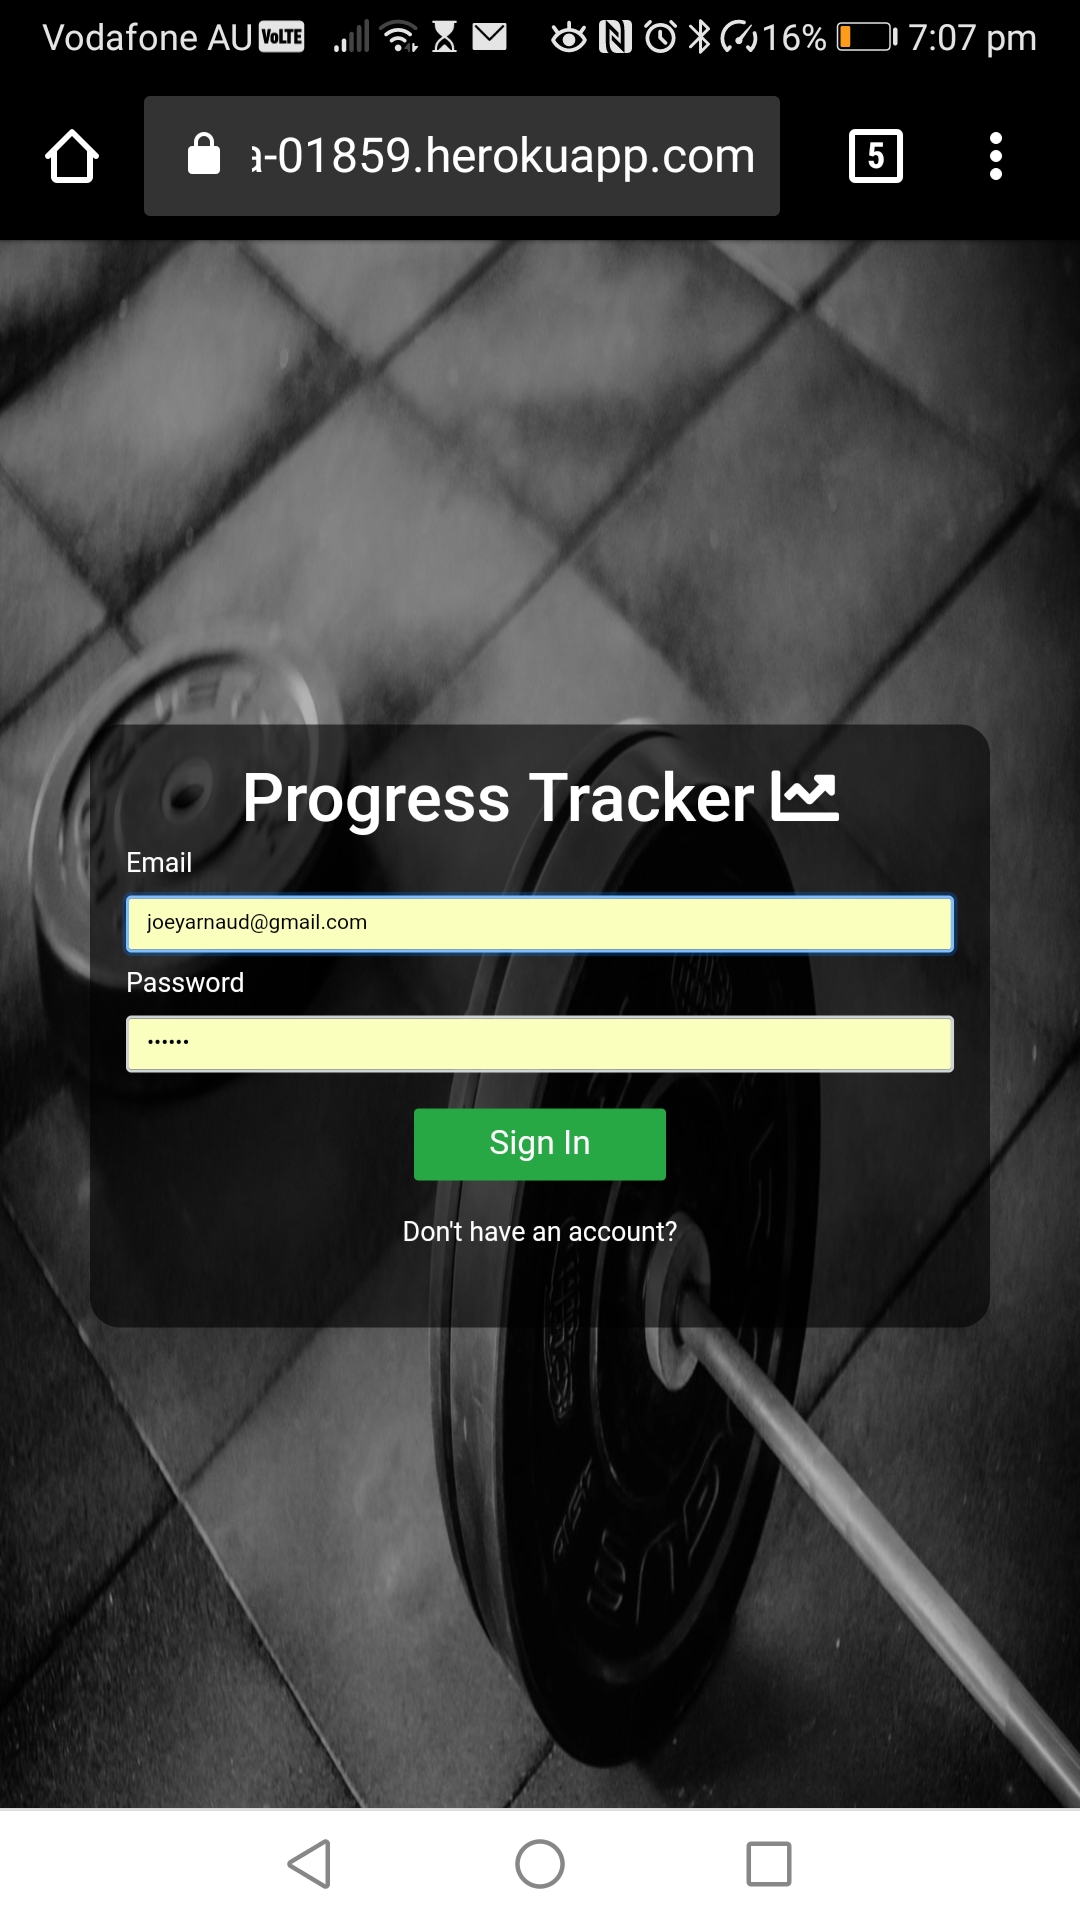 Vodafone AU VoLTE 16% 7:07 pm
a-01859.herokuapp.com 5
Progress Tracker
Email
joeyarnaud@gmail.com
Password
••••••
Sign In
Don't have an account?